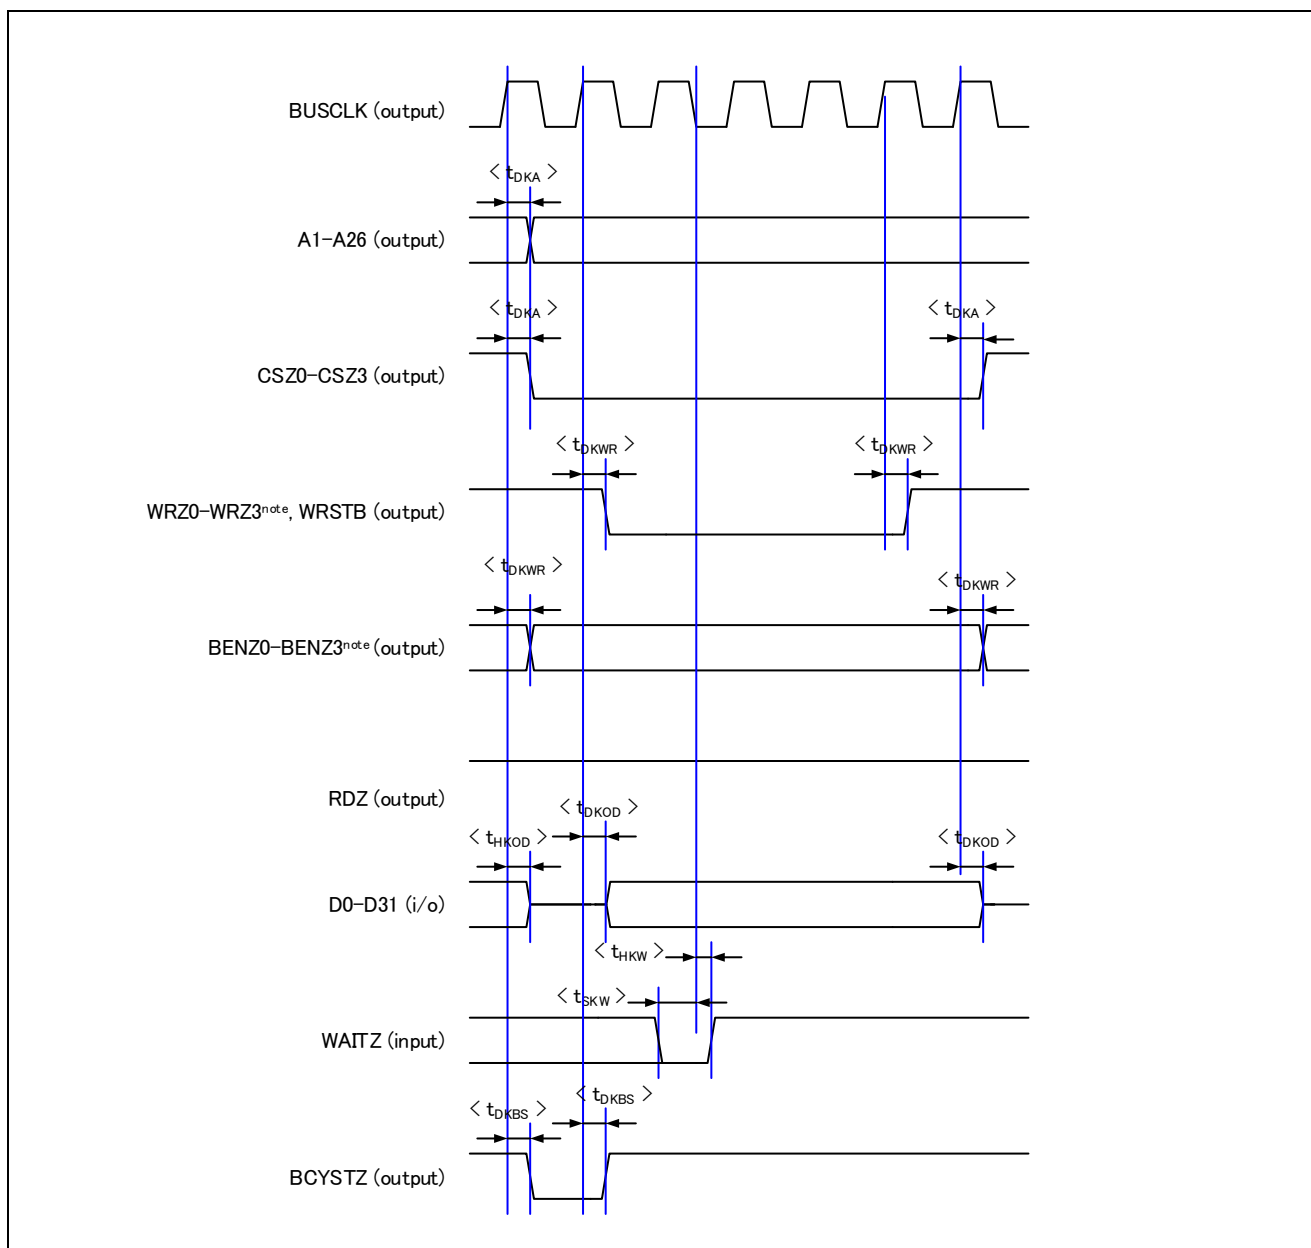 BUSCLK (output)
< tDKA >
A1-A26 (output)
< tDKA >
< tDKA >
CSZ0-CSZ3 (output)
< tDKWR >
< tDKWR >
WRZ0-WRZ3note, WRSTB (output)
< tDKWR >
< tDKWR >
BENZ0-BENZ3note (output)
RDZ (output)
< tDKOD >
< tHKOD >
< tDKOD >
D0-D31 (i/o)
< tHKW >
< tSKW >
WAITZ (input)
< tDKBS >
< tDKBS >
BCYSTZ (output)